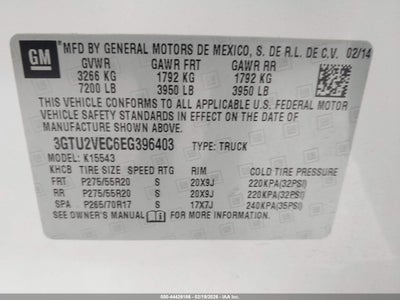 GM
MFD BY GENERAL MOTORS DE MEXICO, S. DE R.L. DE C.V. 02/14
GVWR GAWR FRT GAWR RR
3266 KG 1792 KG 1792 KG
7200 LB 3950 LB 3950 LB
THIS VEHICLE CONFORMS TO ALL APPLICABLE U.S. FEDERAL MOTOR
VEHICLE SAFETY, BUMPER, AND THEFT PREVENTION STANDARDS
IN EFFECT ON THE DATE OF MANUFACTURE SHOWN ABOVE.
3GTU2VEC6EG396403 TYPE: TRUCK
MODEL: K15543
KHCB TIRE SIZE SPEED RTG RIM COLD TIRE PRESSURE
FRT P275/55R20 S 20X9J 220KPA(32PSI)
RR P275/55R20 S 20X9J 220KPA(32PSI)
SPA P265/70R17 S 17X7J 240KPA(35PSI)
SEE OWNER'S MANUAL FOR MORE INFORMATION.